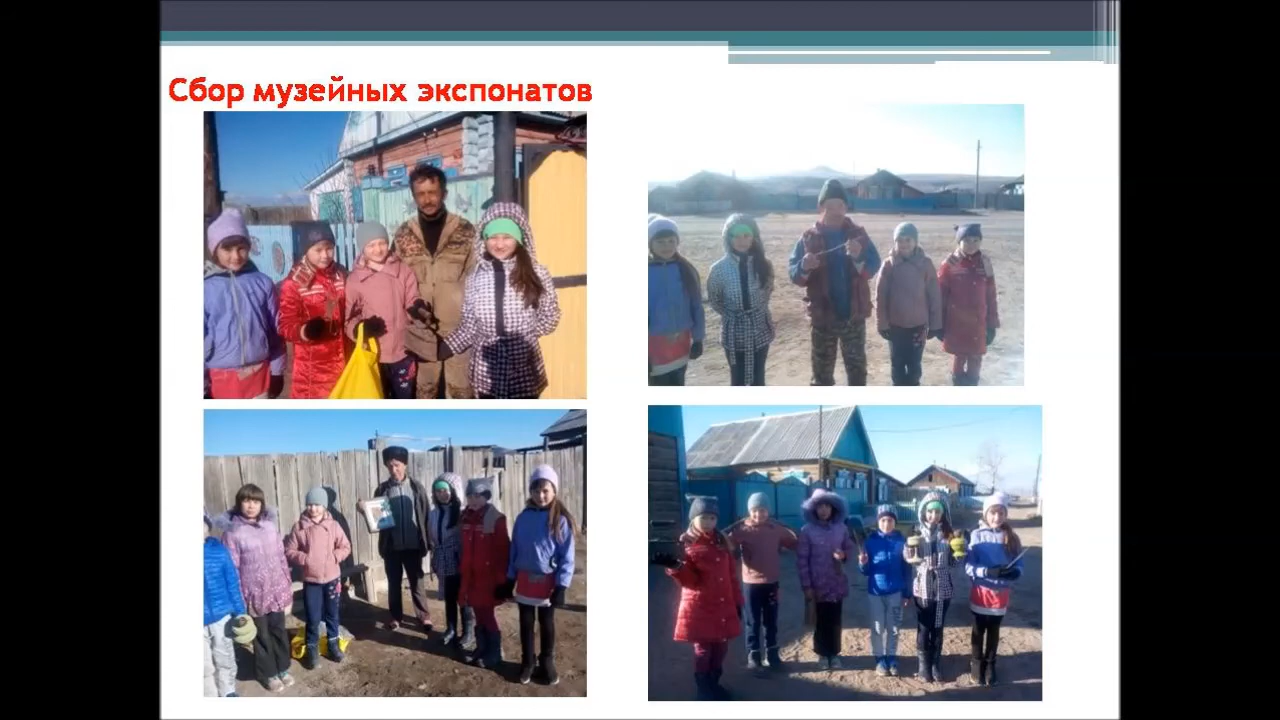 Сбор музейных экспонатов